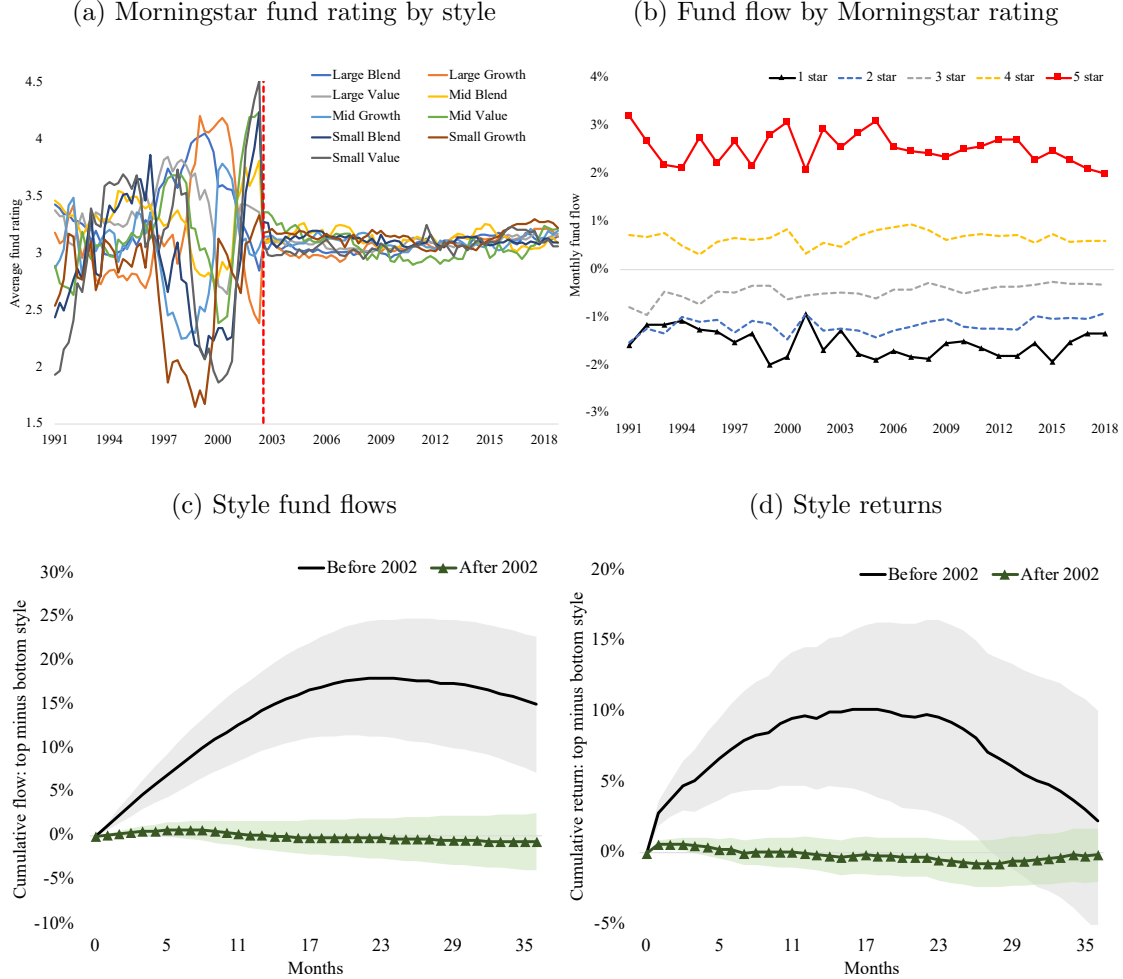 (a) Morningstar fund rating by style
Average fund rating
4.5
4
3.5
3
2.5
2
1.5
Large Blend
Large Growth
Large Value
Mid Blend
Mid Growth
Mid Value
Small Blend
Small Growth
Small Value
1991 1994 1997 2000 2003 2006 2009 2012 2015 2018
(b) Fund flow by Morningstar rating
Monthly fund flow
4%
3%
2%
1%
0%
-1%
-2%
-3%
1 star 2 star 3 star 4 star 5 star
1991 1994 1997 2000 2003 2006 2009 2012 2015 2018
(c) Style fund flows
Cumulative flow: top minus bottom style
30%
25%
20%
15%
10%
5%
0%
-5%
-10%
Before 2002 After 2002
0 5 11 17 23 29 35
Months
(d) Style returns
Cumulative return: top minus bottom style
20%
15%
10%
5%
0%
-5%
Before 2002 After 2002
0 5 11 17 23 29 35
Months